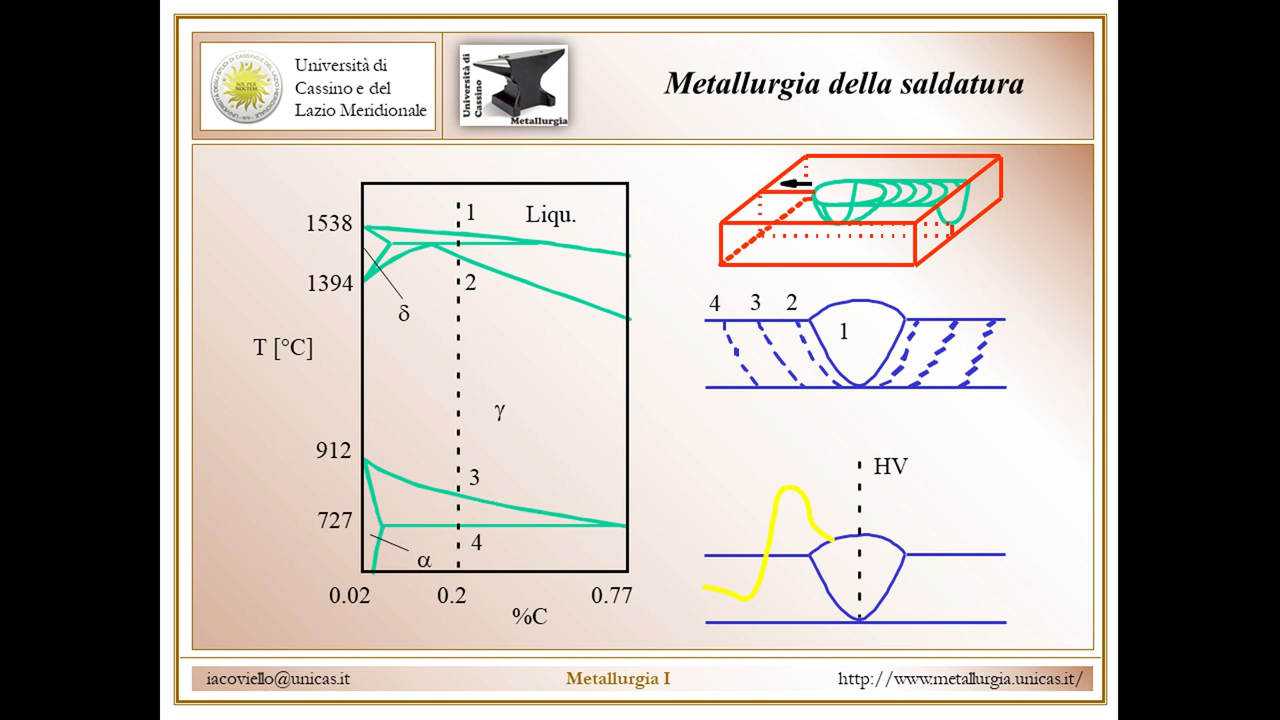 Università di
Cassino e del
Lazio Meridionale
Università di
Cassino
Metallurgia
Metallurgia della saldatura
1538
1394
T [°C]
912
727
1
Liqu.
2
δ
γ
3
4
α
0.02
0.2
0.77
%C
4
3
2
1
HV
iacoviello@unicas.it
Metallurgia I
http://www.metallurgia.unicas.it/